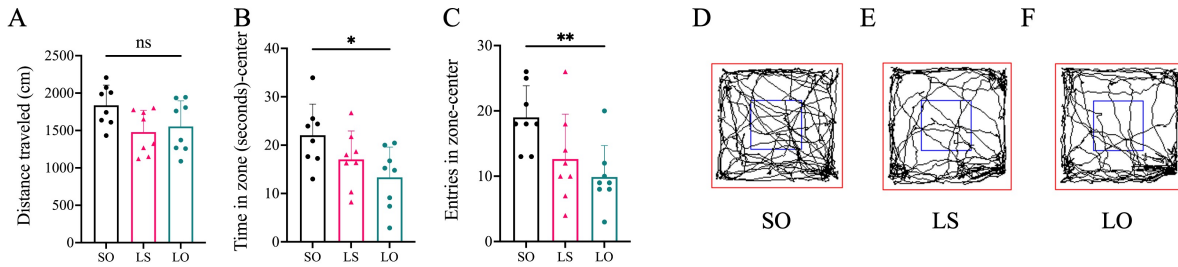 A
Distance traveled (cm)
2500
2000
1500
1000
500
0
ns
SO LS LO
B
Time in zone (seconds)-center
40
30
20
10
0
*
SO LS LO
C
Entries in zone-center
30
20
10
0
**
SO LS LO
D
SO
E
LS
F
LO